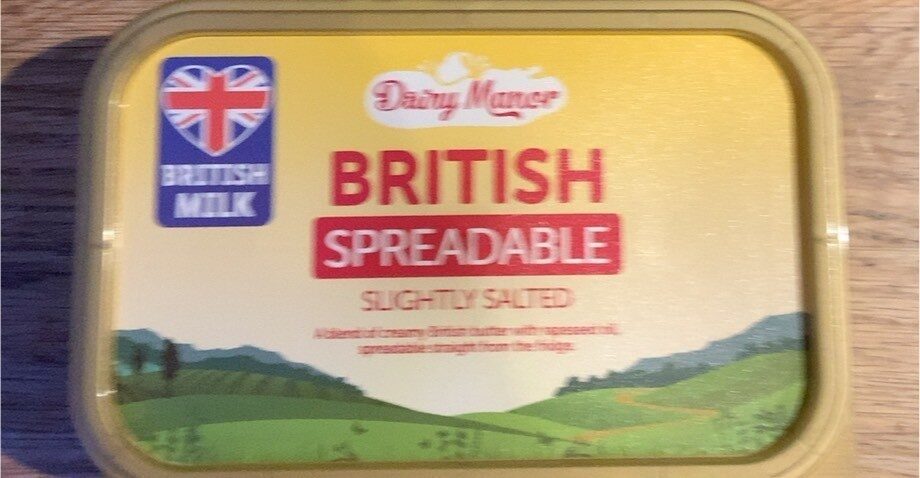 Dairy Manor
BRITISH
MILK
BRITISH
SPREADABLE
SLIGHTLY SALTED
A blend of creamy British butter with rapeseed oil,
spreadable straight from the fridge.